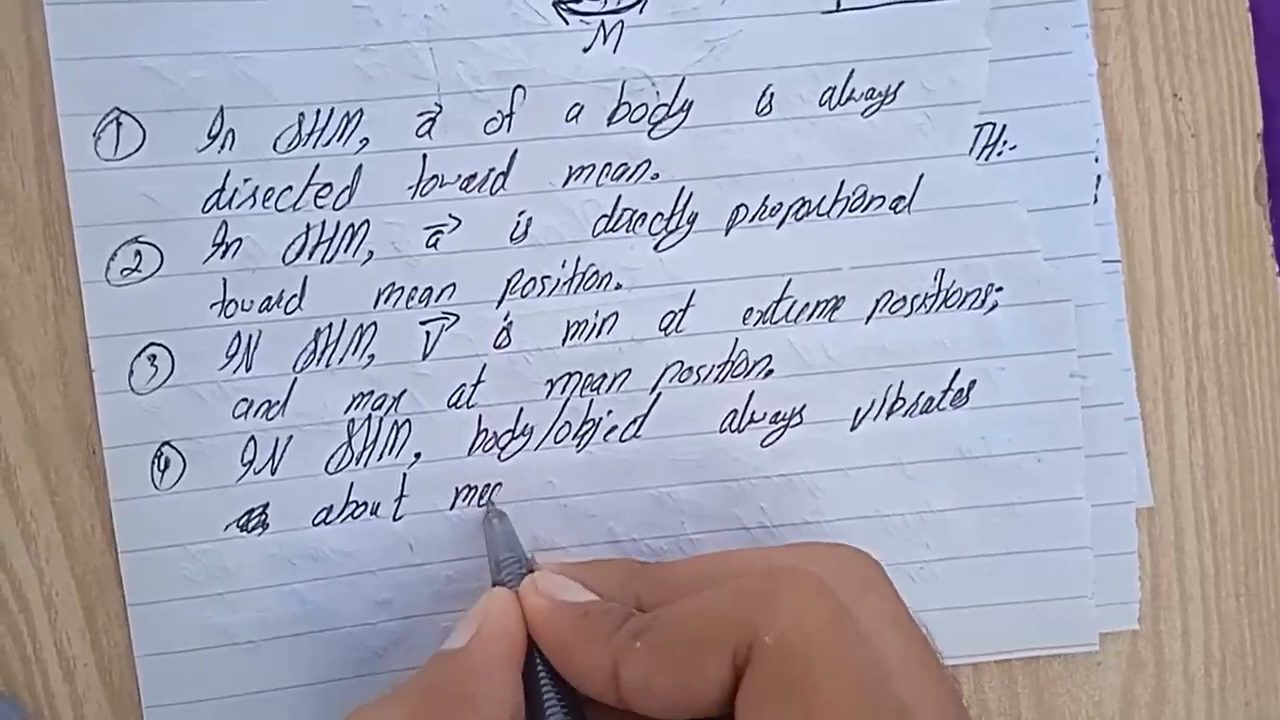 M
① In SHM, a⃗ of a body is always
directed toward mean.
TH:-
② In SHM, a⃗ is directly proportional
toward mean position.
③ IN SHM, V⃗ is min at extreme positions;
and max at mean position.
④ IN SHM, body/objed always vibrates
about mea